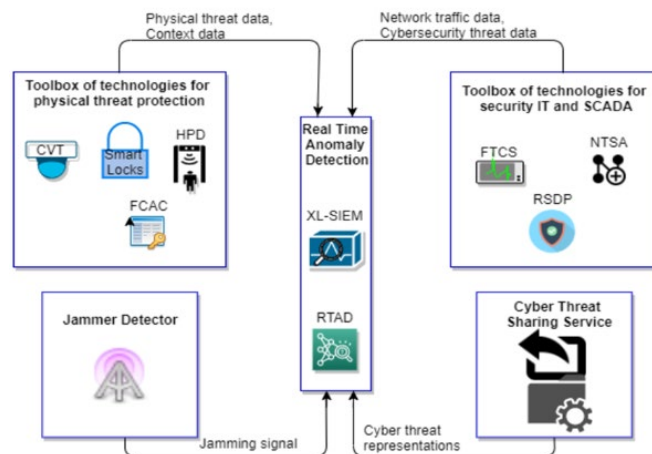 Physical threat data,
Context data
Network traffic data,
Cybersecurity threat data
Toolbox of technologies for
physical threat protection
CVT
Smart
Locks
HPD
FCAC
Real Time
Anomaly
Detection
XL-SIEM
RTAD
Toolbox of technologies for
security IT and SCADA
FTCS
NTSA
RSDP
Jammer Detector
Cyber Threat
Sharing Service
Jamming signal
Cyber threat
representations